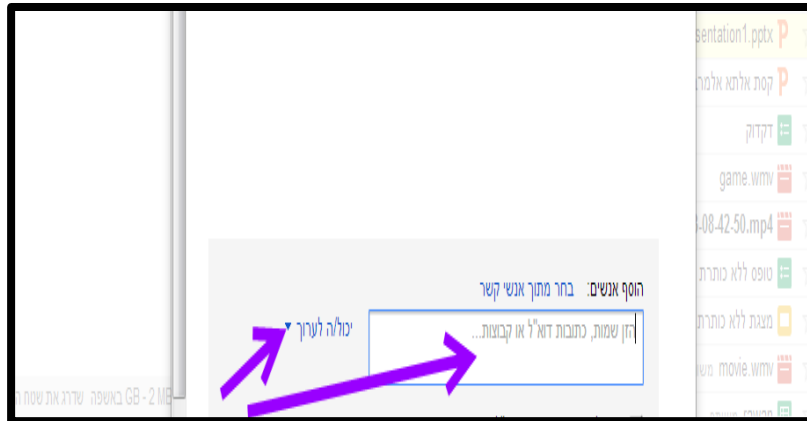 sentation1.pptx
קסת אלתא אלמר
דקדוק
game.wmv
-08-42-50.mp4
טופס ללא כותרת
מצגת ללא כותרת
movie.wmv
הוסף אנשים: בחר מתוך אנשי קשר
הזן שמות, כתובות דוא"ל או קבוצות...
יכול/ה לערוך
GB - 2 MB באשפה שדרג את שטח ה